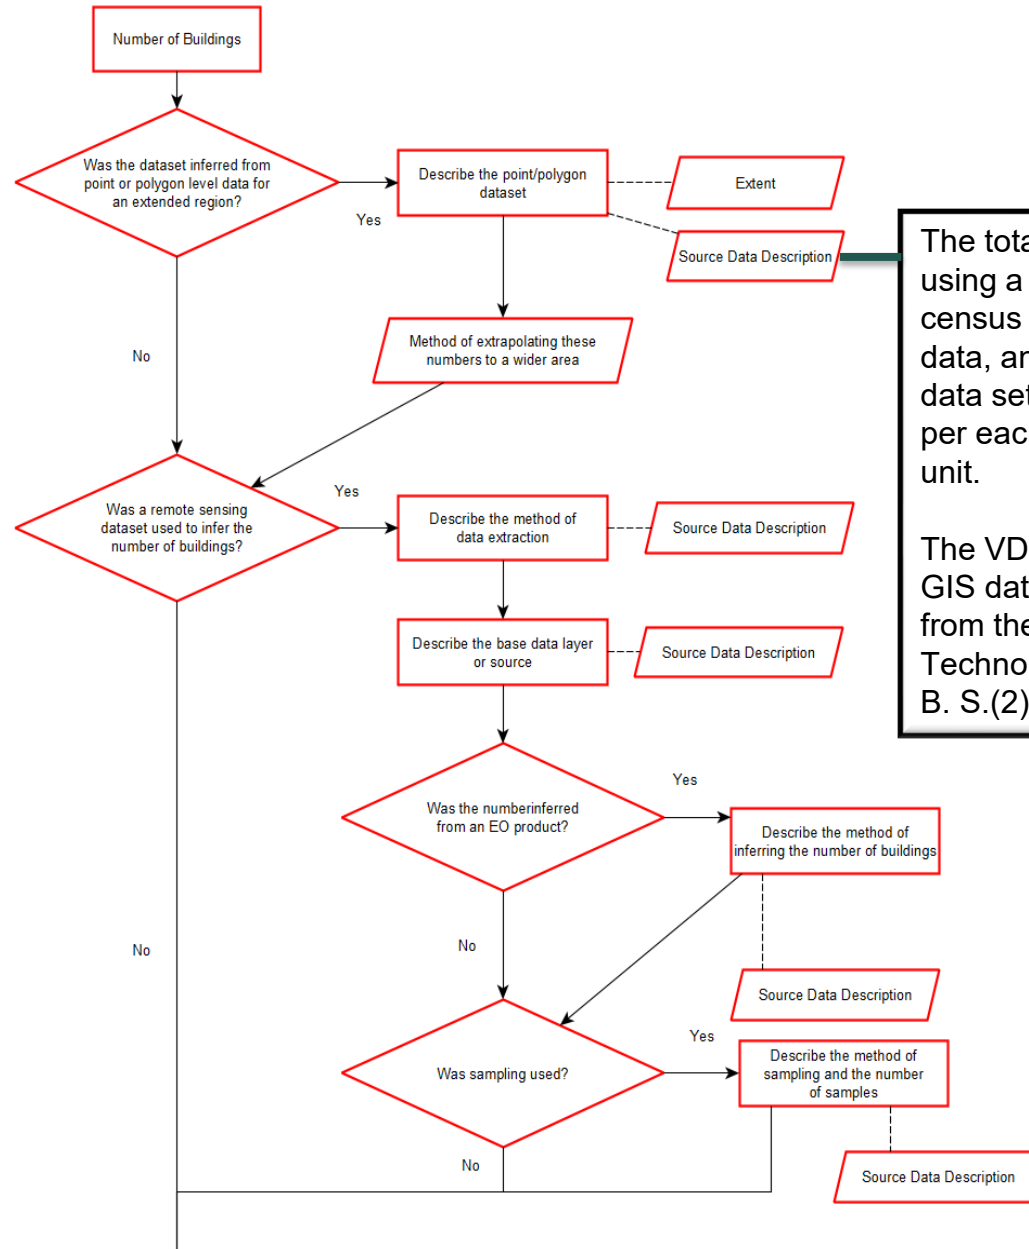 Number of Buildings
Was the dataset inferred from
point or polygon level data for
an extended region?
Yes
Describe the point/polygon
dataset
Extent
Source Data Description
No
Method of extrapolating these
numbers to a wider area
Was a remote sensing
dataset used to infer the
number of buildings?
Yes
Describe the method of
data extraction
Source Data Description
Describe the base data layer
or source
Source Data Description
Was the numberinferred
from an EO product?
Yes
Describe the method of
inferring the number of buildings
Source Data Description
No
No
Was sampling used?
Yes
Describe the method of
sampling and the number
of samples
Source Data Description
No
The tota
using a
census
data, an
data set
per eac
unit.
The VD
GIS dat
from the
Techno
B. S.(2)